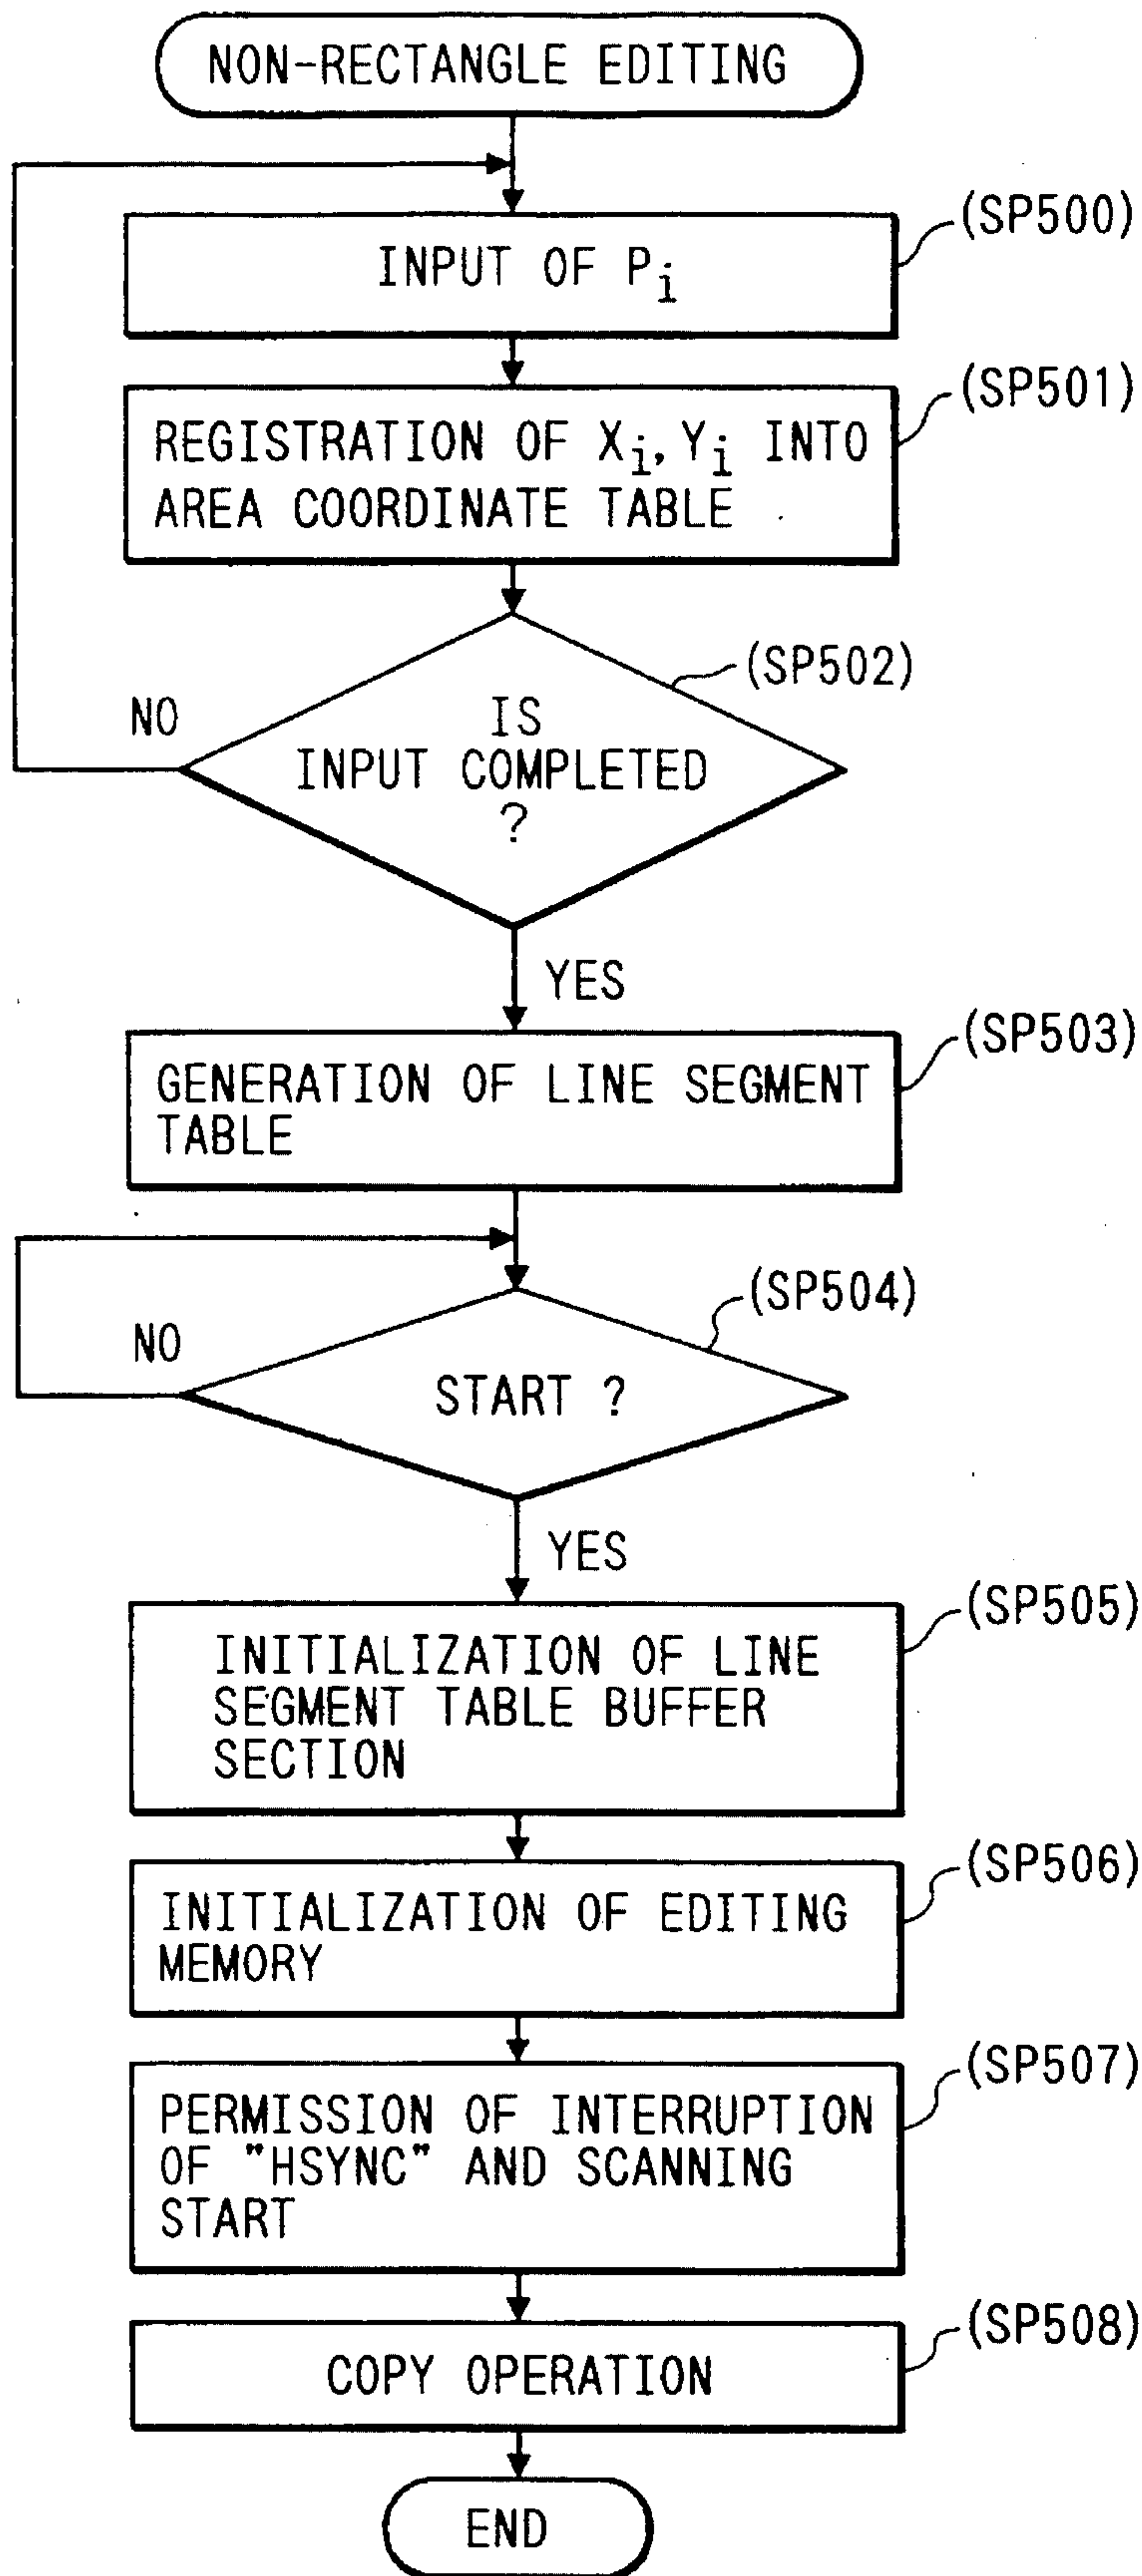 NON-RECTANGLE EDITING
(SP500)
INPUT OF Pi
(SP501)
REGISTRATION OF Xi, Yi INTO
AREA COORDINATE TABLE
(SP502)
NO
IS
INPUT COMPLETED
?
YES
(SP503)
GENERATION OF LINE SEGMENT
TABLE
(SP504)
NO
START ?
YES
(SP505)
INITIALIZATION OF LINE
SEGMENT TABLE BUFFER
SECTION
(SP506)
INITIALIZATION OF EDITING
MEMORY
(SP507)
PERMISSION OF INTERRUPTION
OF "HSYNC" AND SCANNING
START
(SP508)
COPY OPERATION
END